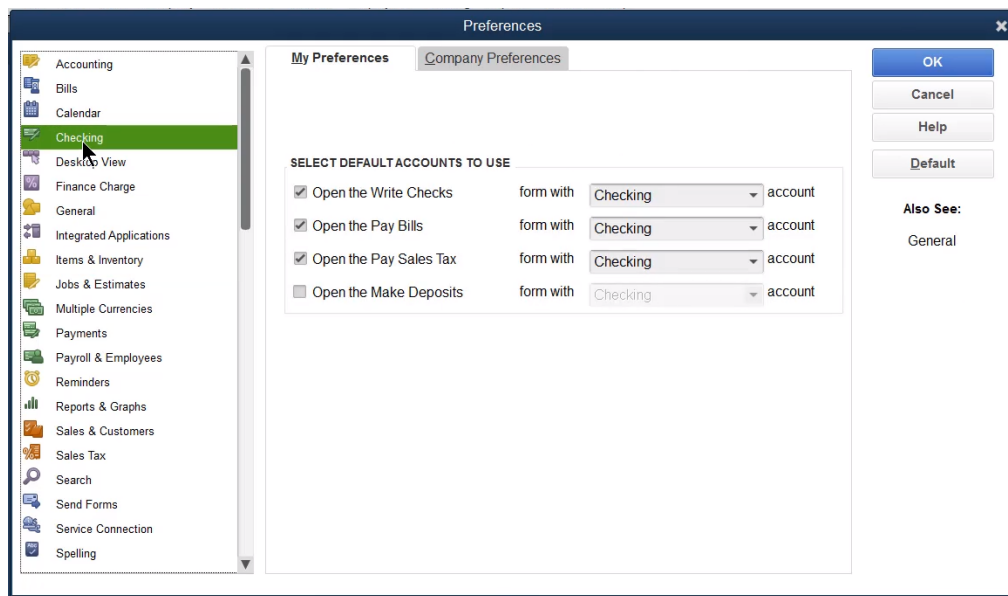 Preferences
Accounting
Bills
Calendar
Checking
Desktop View
Finance Charge
General
Integrated Applications
Items & Inventory
Jobs & Estimates
Multiple Currencies
Payments
Payroll & Employees
Reminders
Reports & Graphs
Sales & Customers
Sales Tax
Search
Send Forms
Service Connection
Spelling
My Preferences Company Preferences
SELECT DEFAULT ACCOUNTS TO USE
Open the Write Checks form with Checking account
Open the Pay Bills form with Checking account
Open the Pay Sales Tax form with Checking account
Open the Make Deposits form with Checking account
OK
Cancel
Help
Default
Also See:
General